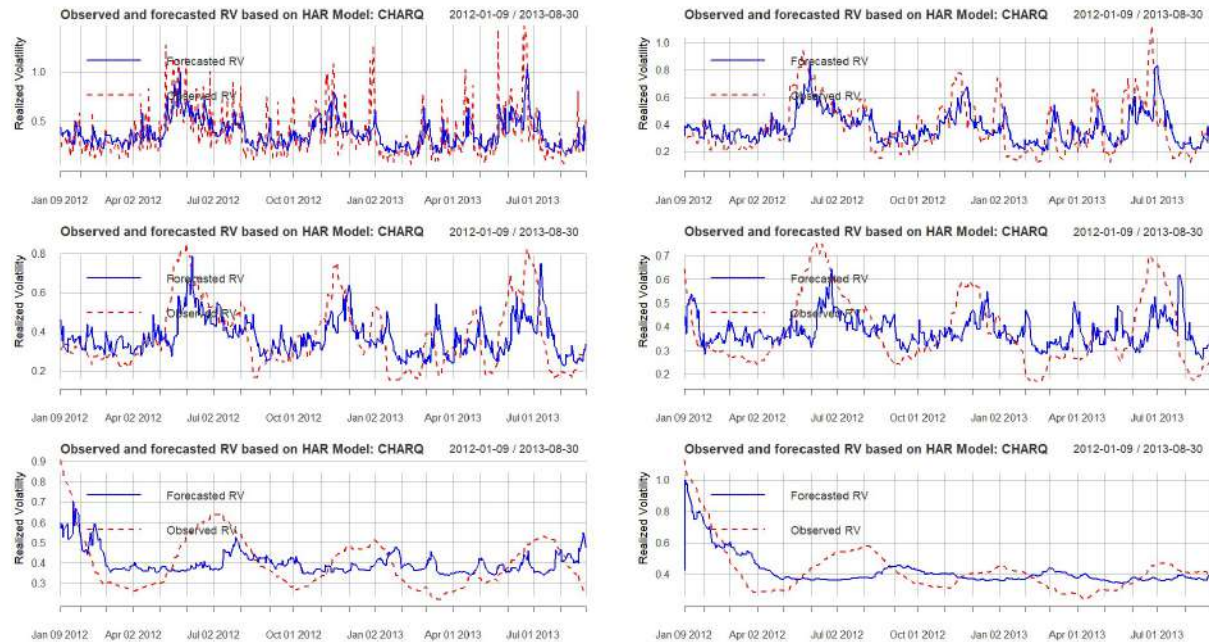 Observed and forecasted RV based on HAR Model: CHARQ 2012-01-09 / 2013-08-30
Realized Volatility
1.0
0.5
Forecasted RV
Observed RV
Jan 09 2012 Apr 02 2012 Jul 02 2012 Oct 01 2012 Jan 02 2013 Apr 01 2013 Jul 01 2013
Observed and forecasted RV based on HAR Model: CHARQ 2012-01-09 / 2013-08-30
Realized Volatility
1.0
0.8
0.6
0.4
0.2
Forecasted RV
Observed RV
Jan 09 2012 Apr 02 2012 Jul 02 2012 Oct 01 2012 Jan 02 2013 Apr 01 2013 Jul 01 2013
Observed and forecasted RV based on HAR Model: CHARQ 2012-01-09 / 2013-08-30
Realized Volatility
0.8
0.6
0.4
0.2
Forecasted RV
Observed RV
Jan 09 2012 Apr 02 2012 Jul 02 2012 Oct 01 2012 Jan 02 2013 Apr 01 2013 Jul 01 2013
Observed and forecasted RV based on HAR Model: CHARQ 2012-01-09 / 2013-08-30
Realized Volatility
0.7
0.6
0.5
0.4
0.3
0.2
Forecasted RV
Observed RV
Jan 09 2012 Apr 02 2012 Jul 02 2012 Oct 01 2012 Jan 02 2013 Apr 01 2013 Jul 01 2013
Observed and forecasted RV based on HAR Model: CHARQ 2012-01-09 / 2013-08-30
Realized Volatility
0.9
0.8
0.7
0.6
0.5
0.4
0.3
Forecasted RV
Observed RV
Jan 09 2012 Apr 02 2012 Jul 02 2012 Oct 01 2012 Jan 02 2013 Apr 01 2013 Jul 01 2013
Observed and forecasted RV based on HAR Model: CHARQ 2012-01-09 / 2013-08-30
Realized Volatility
1.0
0.8
0.6
0.4
Forecasted RV
Observed RV
Jan 09 2012 Apr 02 2012 Jul 02 2012 Oct 01 2012 Jan 02 2013 Apr 01 2013 Jul 01 2013